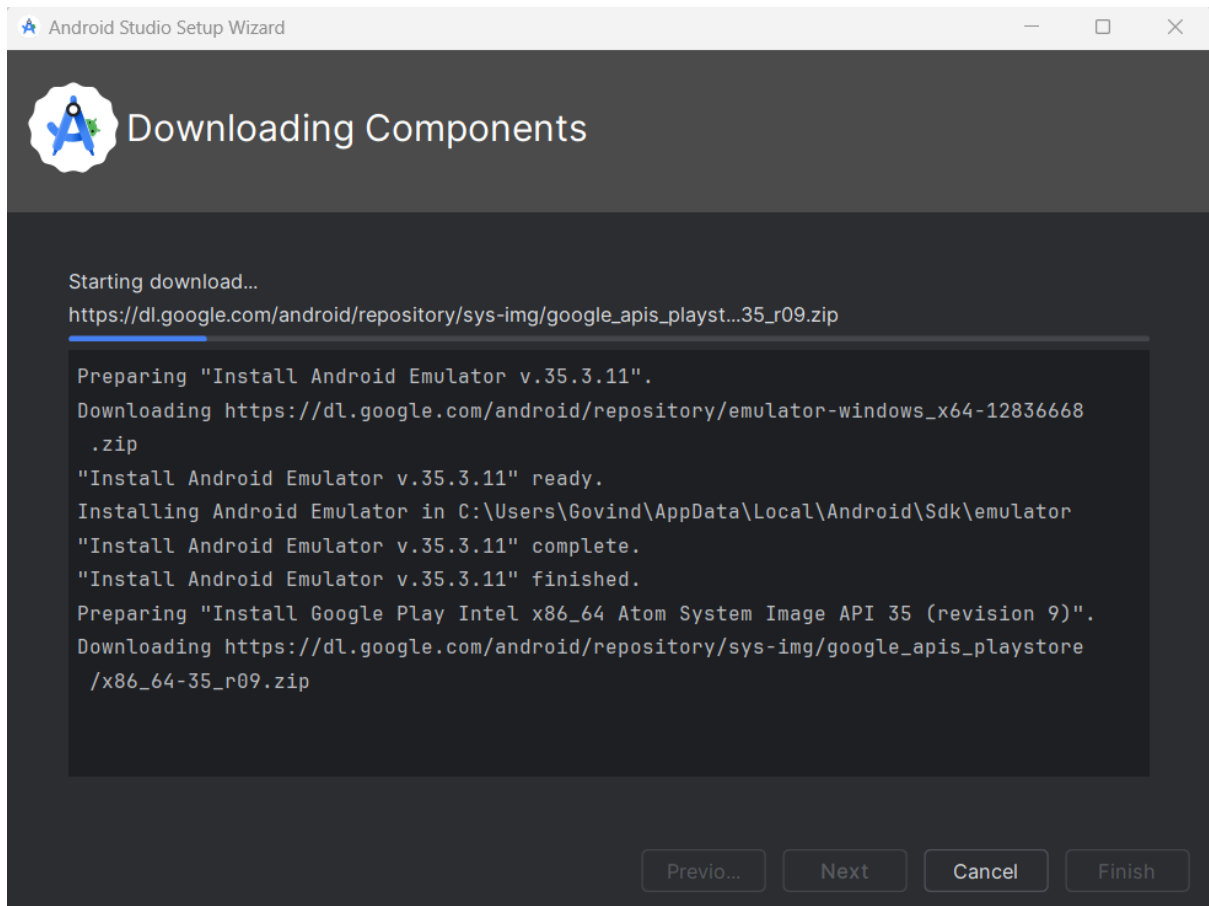 Android Studio Setup Wizard
Downloading Components
Starting download...
https://dl.google.com/android/repository/sys-img/google_apis_playst...35_r09.zip
Preparing "Install Android Emulator v.35.3.11".
Downloading https://dl.google.com/android/repository/emulator-windows_x64-12836668
.zip
"Install Android Emulator v.35.3.11" ready.
Installing Android Emulator in C:\Users\Govind\AppData\Local\Android\Sdk\emulator
"Install Android Emulator v.35.3.11" complete.
"Install Android Emulator v.35.3.11" finished.
Preparing "Install Google Play Intel x86_64 Atom System Image API 35 (revision 9)".
Downloading https://dl.google.com/android/repository/sys-img/google_apis_playstore
/x86_64-35_r09.zip
Previo... Next Cancel Finish